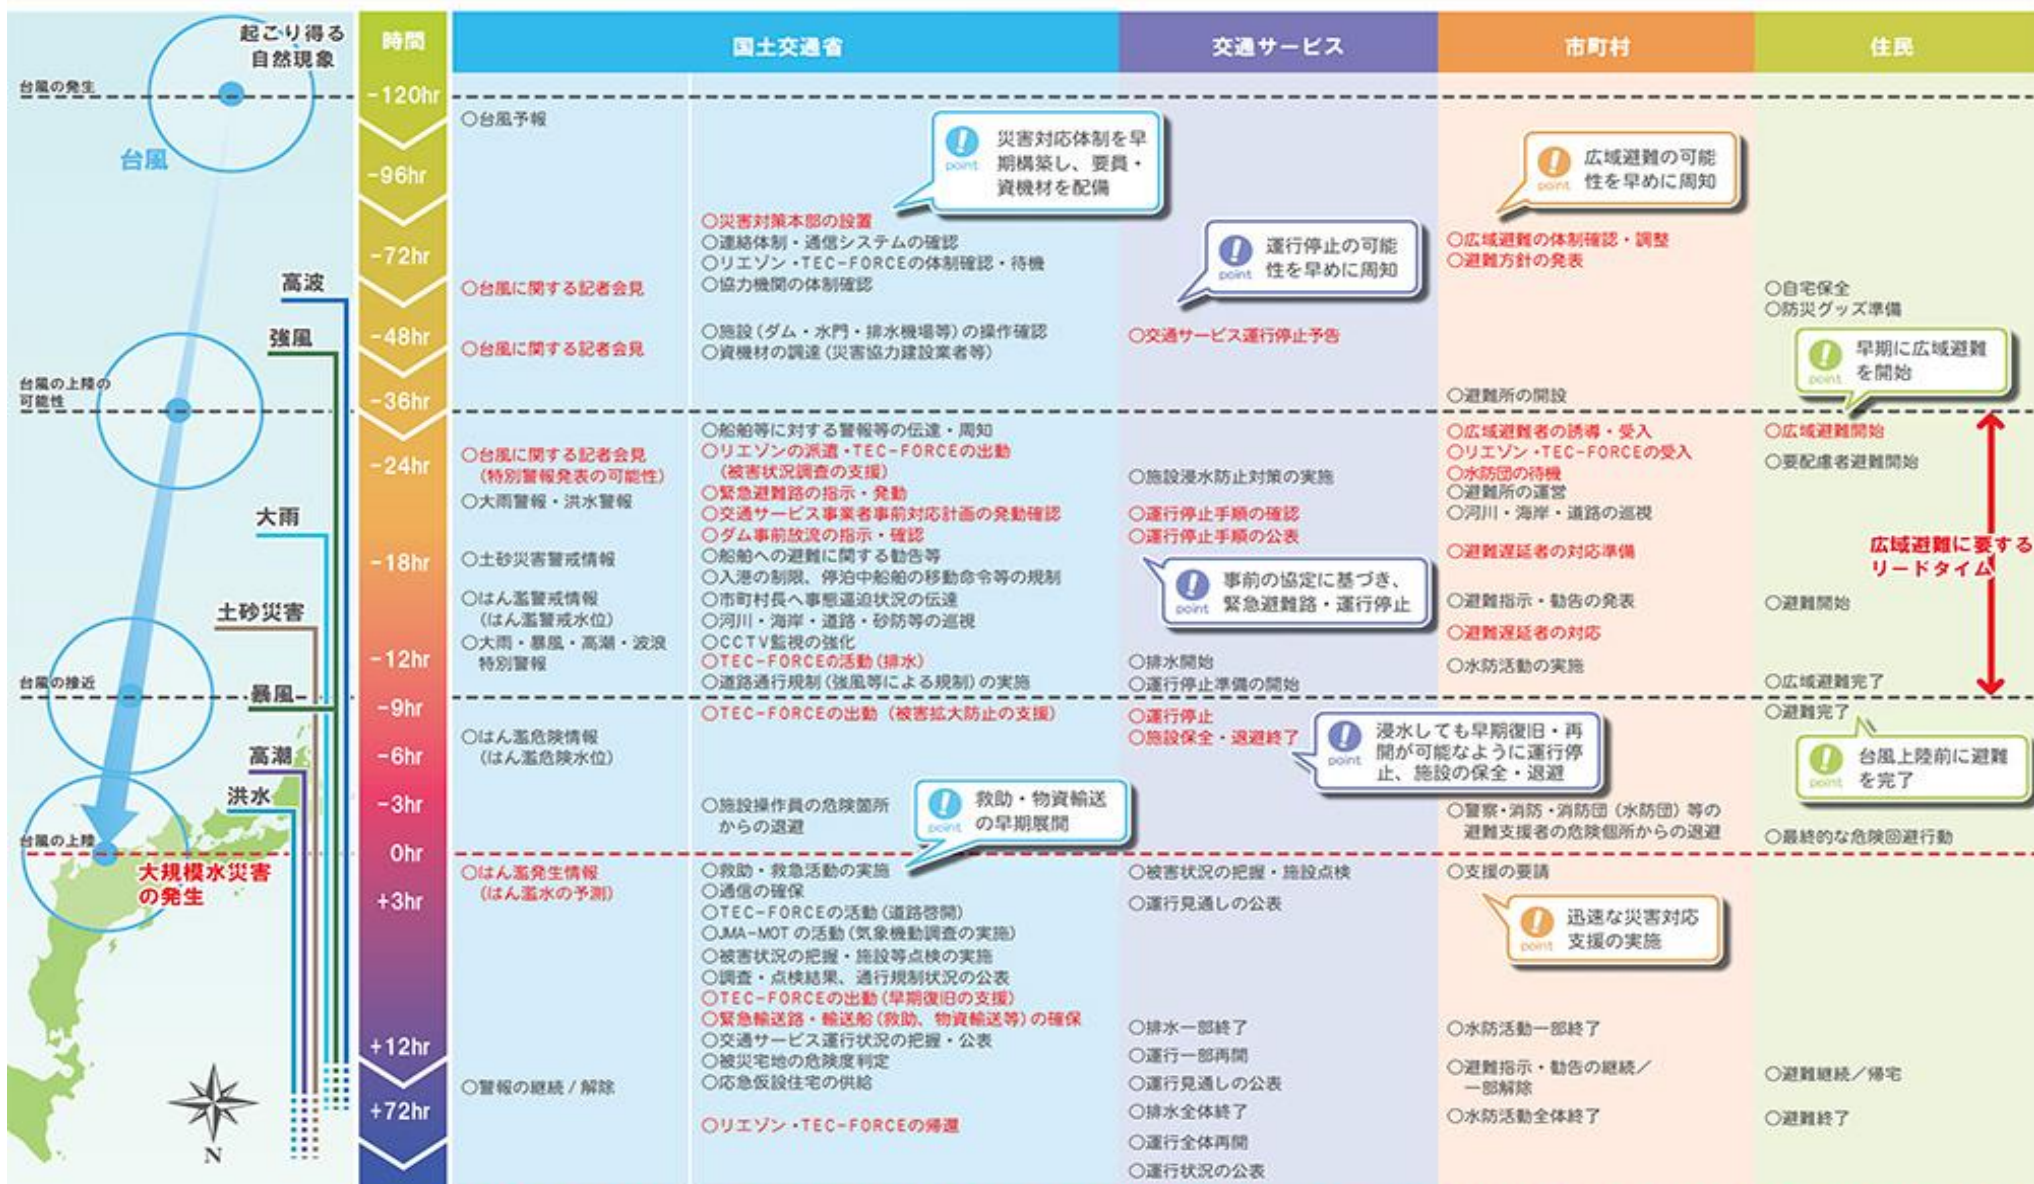 起こり得る
自然現象
台風の発生
台風
高波
強風
台風の上陸の
可能性
大雨
土砂災害
台風の接近
暴風
高潮
洪水
台風の上陸
大規模水災害
の発生
N
時間
-120hr
-96hr
-72hr
-48hr
-36hr
-24hr
-18hr
-12hr
-9hr
-6hr
-3hr
0hr
+3hr
+12hr
+72hr
国土交通省
○台風予報
○台風に関する記者会見
○台風に関する記者会見
○台風に関する記者会見
(特別警報発表の可能性)
○大雨警報・洪水警報
○土砂災害警戒情報
○はん濫警戒情報
(はん濫警戒水位)
○大雨・暴風・高潮・波浪
特別警報
○はん濫危険情報
(はん濫危険水位)
○はん濫発生情報
(はん濫水の予測)
○警報の継続/解除
point
災害対応体制を早
期構築し、要員・
資機材を配備
○災害対策本部の設置
○連絡体制・通信システムの確認
○リエゾン・TEC-FORCEの体制確認・待機
○協力機関の体制確認
○施設(ダム・水門・排水機場等)の操作確認
○資機材の調達(災害協力建設業者等)
○船舶等に対する警報等の伝達・周知
○リエゾンの派遣・TEC-FORCEの出動
(被害状況調査の支援)
○緊急避難路の指示・発動
○交通サービス事業者事前対応計画の発動確認
○ダム事前放流の指示・確認
○船舶への避難に関する勧告等
○入港の制限、停泊中船舶の移動命令等の規制
○市町村長へ事態逼迫状況の伝達
○河川・海岸・道路・砂防等の巡視
○CCTV監視の強化
○TEC-FORCEの活動(排水)
○道路通行規制(強風等による規制)の実施
○TEC-FORCEの出動(被害拡大防止の支援)
○施設操作員の危険箇所
からの退避
point
救助・物資輸送
の早期展開
○救助・救急活動の実施
○通信の確保
○TEC-FORCEの活動(道路啓開)
○JMA-MOTの活動(気象機動調査の実施)
○被害状況の把握・施設等点検の実施
○調査・点検結果、通行規制状況の公表
○TEC-FORCEの出動(早期復旧の支援)
○緊急輸送路・輸送船(救助、物資輸送等)の確保
○交通サービス運行状況の把握・公表
○被災宅地の危険度判定
○応急仮設住宅の供給
○リエゾン・TEC-FORCEの帰還
交通サービス
point
運行停止の可能
性を早めに周知
○交通サービス運行停止予告
○施設浸水防止対策の実施
○運行停止手順の確認
○運行停止手順の公表
point
事前の協定に基づき、
緊急避難路・運行停止
○排水開始
○運行停止準備の開始
○運行停止
○施設保全・退避終了
point
浸水しても早期復旧・再
開が可能なように運行停
止、施設の保全・退避
○被害状況の把握・施設点検
○運行見通しの公表
○排水一部終了
○運行一部再開
○運行見通しの公表
○排水全体終了
○運行全体再開
○運行状況の公表
市町村
point
広域避難の可能
性を早めに周知
○広域避難の体制確認・調整
○避難方針の発表
○避難所の開設
○広域避難者の誘導・受入
○リエゾン・TEC-FORCEの受入
○水防団の待機
○避難所の運営
○河川・海岸・道路の巡視
○避難遅延者の対応準備
○避難指示・勧告の発表
○避難遅延者の対応
○水防活動の実施
○警察・消防・消防団(水防団)等の
避難支援者の危険個所からの退避
○支援の要請
point
迅速な災害対応
支援の実施
○水防活動一部終了
○避難指示・勧告の継続/
一部解除
○水防活動全体終了
住民
○自宅保全
○防災グッズ準備
point
早期に広域避難
を開始
○広域避難開始
○要配慮者避難開始
広域避難に要する
リードタイム
○避難開始
○広域避難完了
○避難完了
point
台風上陸前に避難
を完了
○最終的な危険回避行動
○避難継続/帰宅
○避難終了